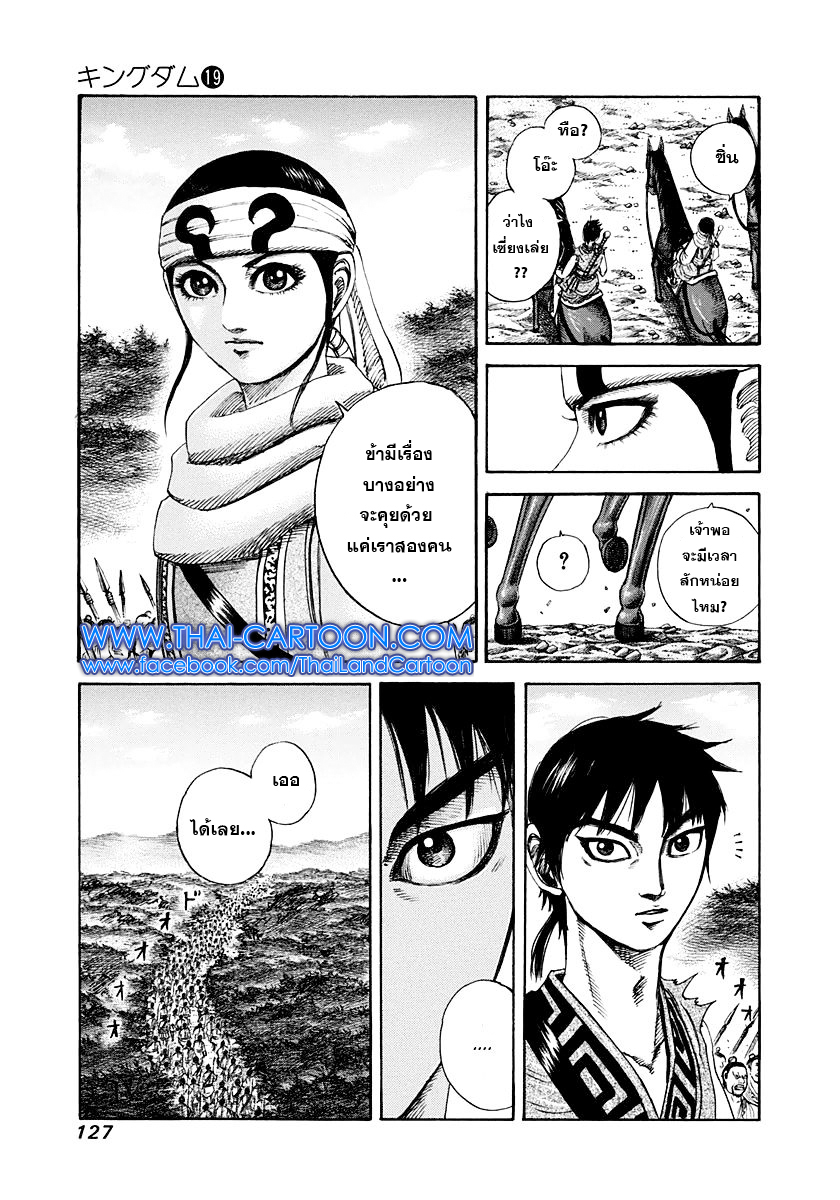 キングダム19
ซิ่น
หือ?
โอ๊ะ
ว่าไง
เซี่ยงเล่ย
??
เจ้าพอ
จะมีเวลา
สักหน่อย
ไหม?
?
ข้ามีเรื่อง
บางอย่าง
จะคุยด้วย
แค่เราสองคน
...
WWW.THAI-CARTOON.COM
www.facebook.com/ThaiLandCartoon
....
เออ
ได้เลย...
ド
オ
オ
オ
オ
127